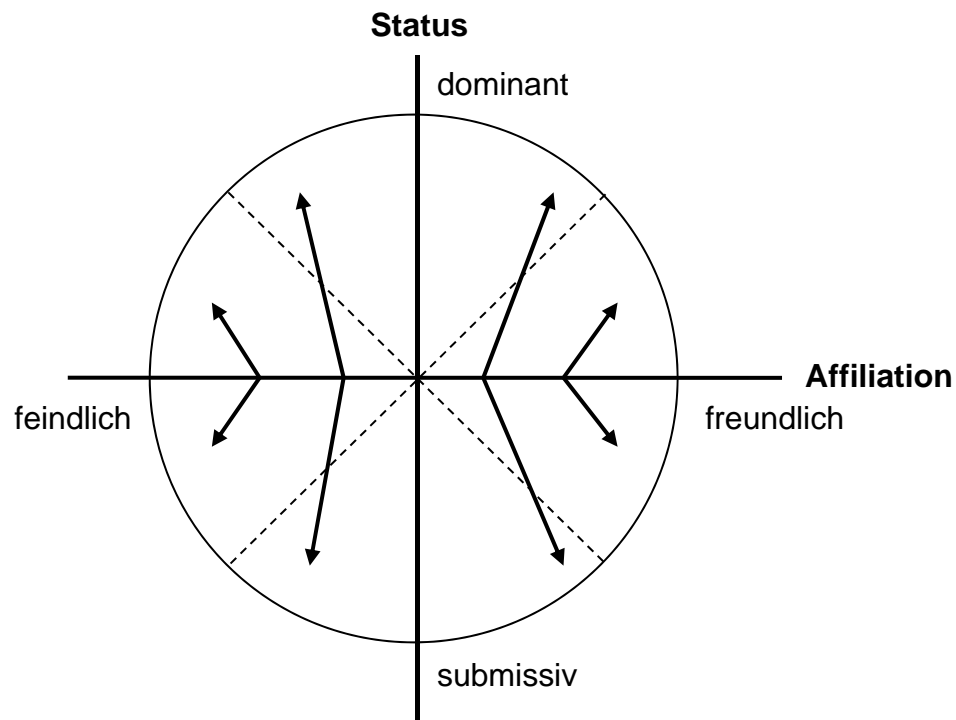 Status
dominant
Affiliation
feindlich
freundlich
submissiv